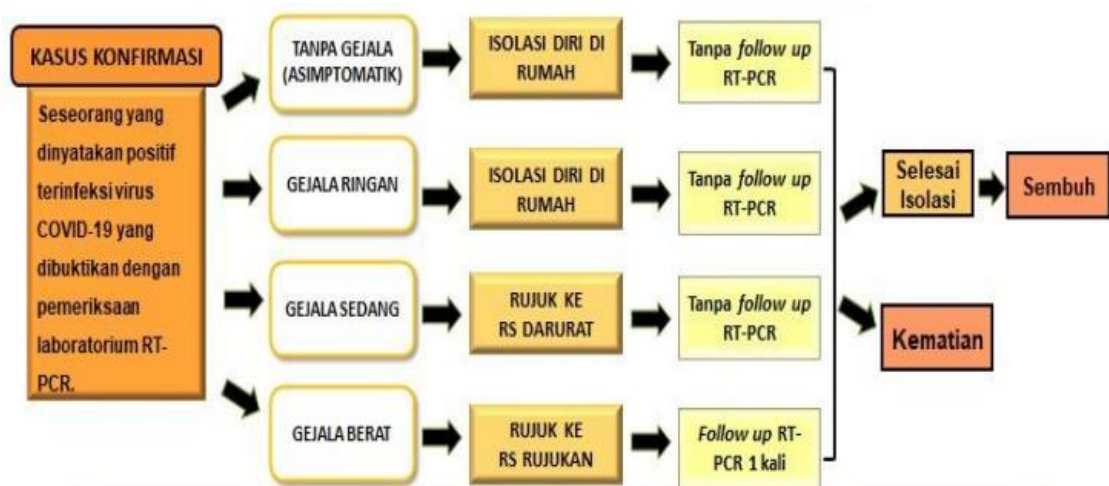 KASUS KONFIRMASI
Seseorang yang
dinyatakan positif
terinfeksi virus
COVID-19 yang
dibuktikan dengan
pemeriksaan
laboratorium RT-
PCR.
TANPA GEJALA
(ASIMPTOMATIK)
ISOLASI DIRI DI
RUMAH
Tanpa follow up
RT-PCR
GEJALA RINGAN
ISOLASI DIRI DI
RUMAH
Tanpa follow up
RT-PCR
GEJALA SEDANG
RUJUK KE
RS DARURAT
Tanpa follow up
RT-PCR
GEJALA BERAT
RUJUK KE
RS RUJUKAN
Follow up RT-
PCR 1 kali
Selesai
Isolasi
Sembuh
Kematian